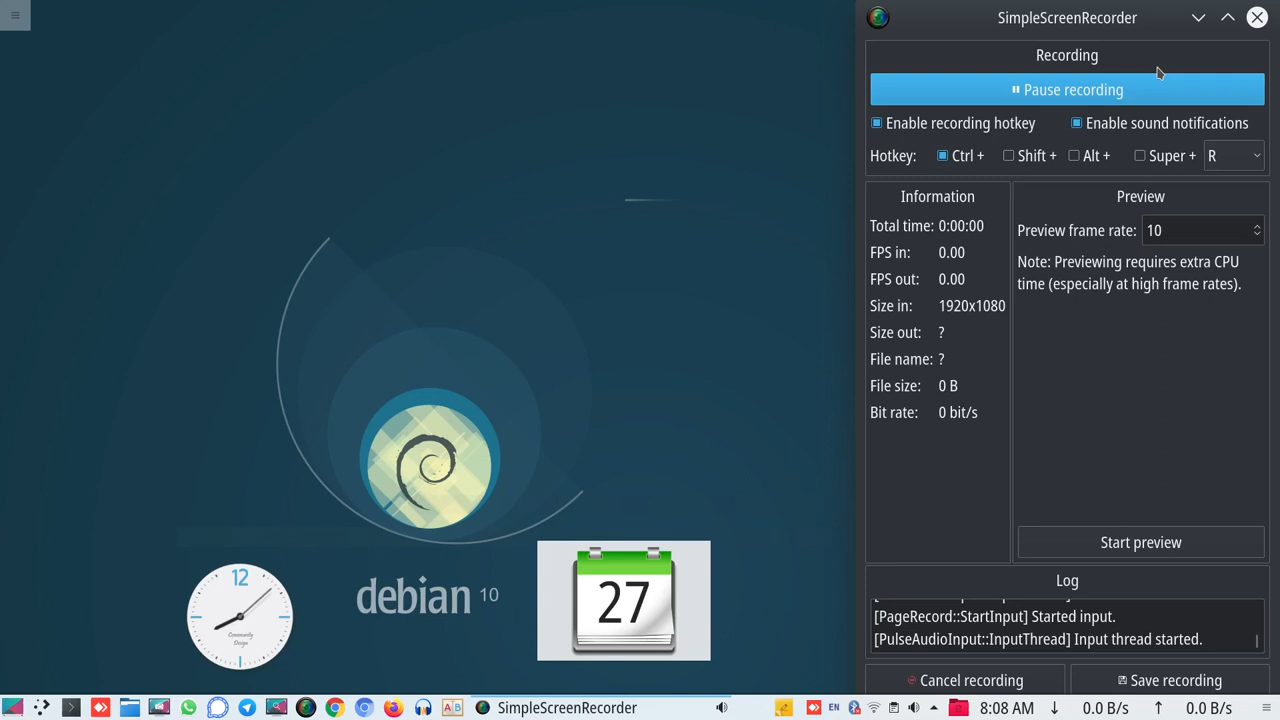 SimpleScreenRecorder
Recording
Pause recording
Enable recording hotkey Enable sound notifications
Hotkey: Ctrl + Shift + Alt + Super + R
Information
Total time: 0:00:00
FPS in: 0.00
FPS out: 0.00
Size in: 1920x1080
Size out: ?
File name: ?
File size: 0 B
Bit rate: 0 bit/s
Preview
Preview frame rate: 10
Note: Previewing requires extra CPU
time (especially at high frame rates).
Start preview
Log
[PageRecord::StartInput] Started input.
[PulseAudioInput::InputThread] Input thread started.
Cancel recording Save recording
12
Community
Design
debian 10
27
SimpleScreenRecorder
EN
8:08 AM
0.0 B/s
0.0 B/s